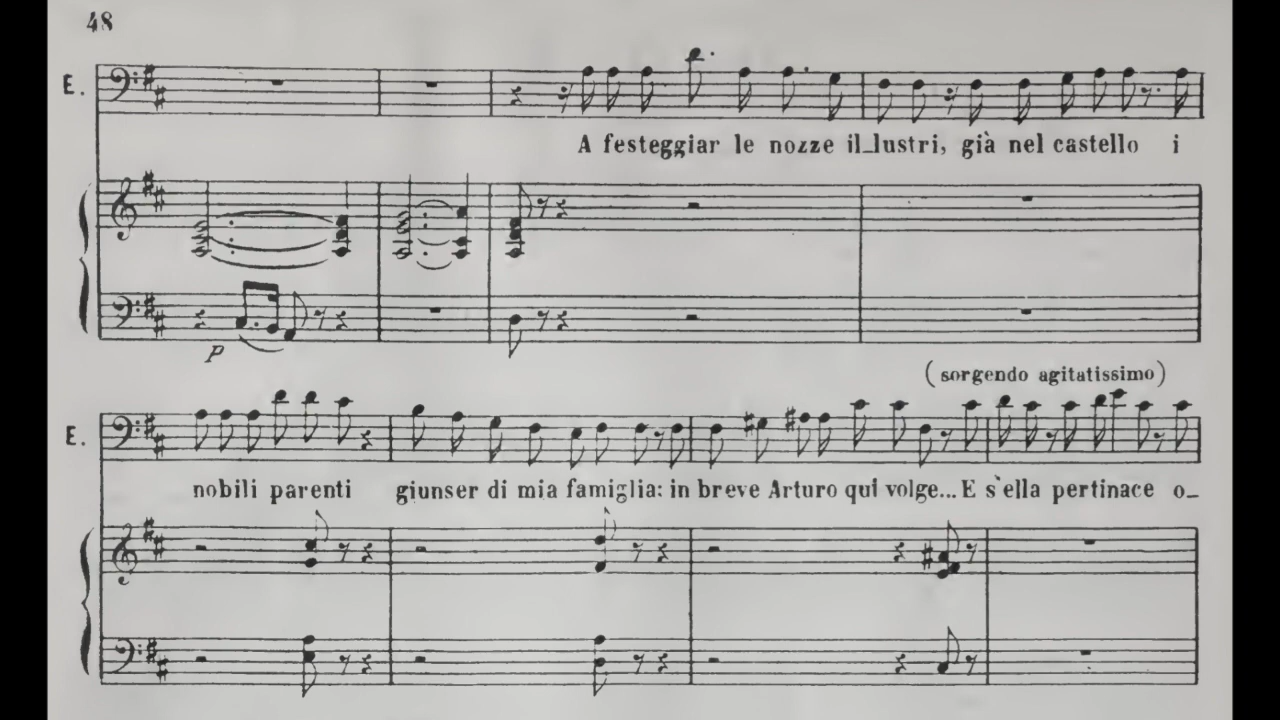 48
E.
A festeggiar le nozze il_lustri, già nel castello i
P
(sorgendo agitatissimo)
E.
nobili parenti giunser di mia famiglia: in breve Arturo qui volge... E s'ella pertinace o_